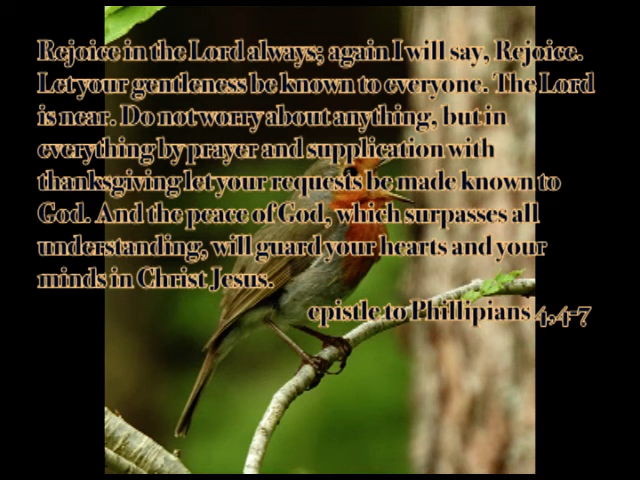 Rejoice in the Lord always; again I will say, Rejoice.
Let your gentleness be known to everyone. The Lord
is near. Do not worry about anything, but in
everything by prayer and supplication with
thanksgiving let your requests be made known to
God. And the peace of God, which surpasses all
understanding, will guard your hearts and your
minds in Christ Jesus.
epistle to Phillipians 4,4-7